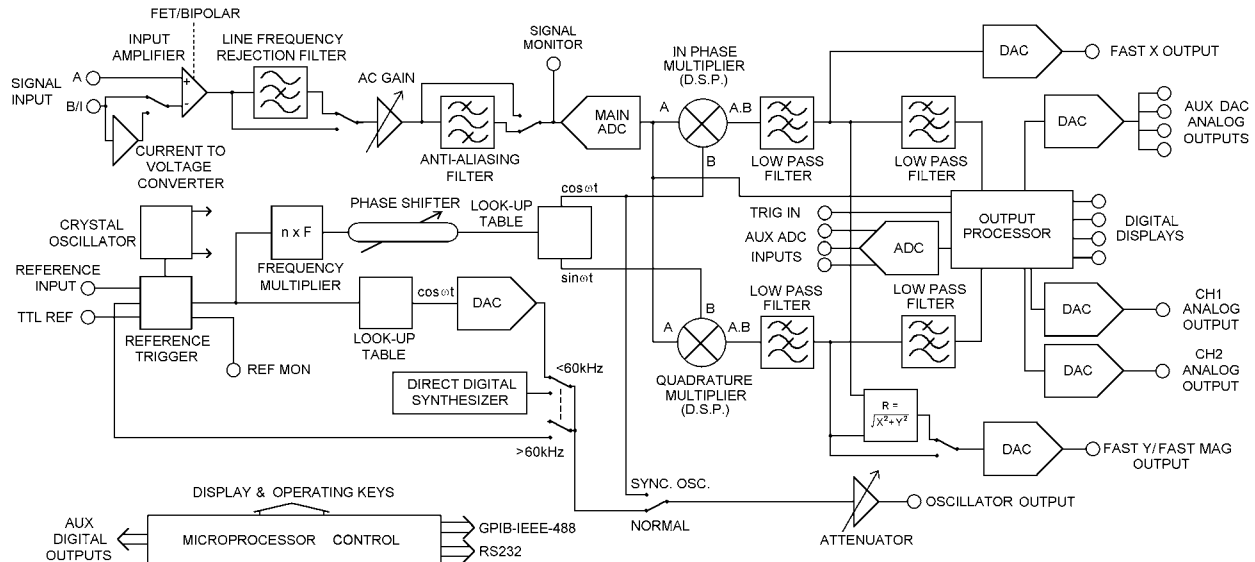 FET/BIPOLAR
INPUT
AMPLIFIER
LINE FREQUENCY
REJECTION FILTER
SIGNAL
MONITOR
IN PHASE
MULTIPLIER
(D.S.P.)
DAC
FAST X OUTPUT
SIGNAL
INPUT
A
B/I
+
-
AC GAIN
MAIN
ADC
A
A.B
B
DAC
AUX DAC
ANALOG
OUTPUTS
CURRENT TO
VOLTAGE
CONVERTER
ANTI-ALIASING
FILTER
LOW PASS
FILTER
LOW PASS
FILTER
CRYSTAL
OSCILLATOR
PHASE SHIFTER
LOOK-UP
TABLE
cosωt
n x F
FREQUENCY
MULTIPLIER
sinωt
TRIG IN
AUX ADC
INPUTS
ADC
OUTPUT
PROCESSOR
DIGITAL
DISPLAYS
REFERENCE
INPUT
TTL REF
REFERENCE
TRIGGER
REF MON
LOOK-UP
TABLE
cosωt
DAC
LOW PASS
FILTER
LOW PASS
FILTER
A
B
A.B
QUADRATURE
MULTIPLIER
(D.S.P.)
DAC
CH1
ANALOG
OUTPUT
DAC
CH2
ANALOG
OUTPUT
<60kHz
DIRECT DIGITAL
SYNTHESIZER
>60kHz
R =
√X²+Y²
DAC
FAST Y/FAST MAG
OUTPUT
SYNC. OSC.
NORMAL
ATTENUATOR
OSCILLATOR OUTPUT
DISPLAY & OPERATING KEYS
AUX
DIGITAL
OUTPUTS
MICROPROCESSOR CONTROL
GPIB-IEEE-488
RS232